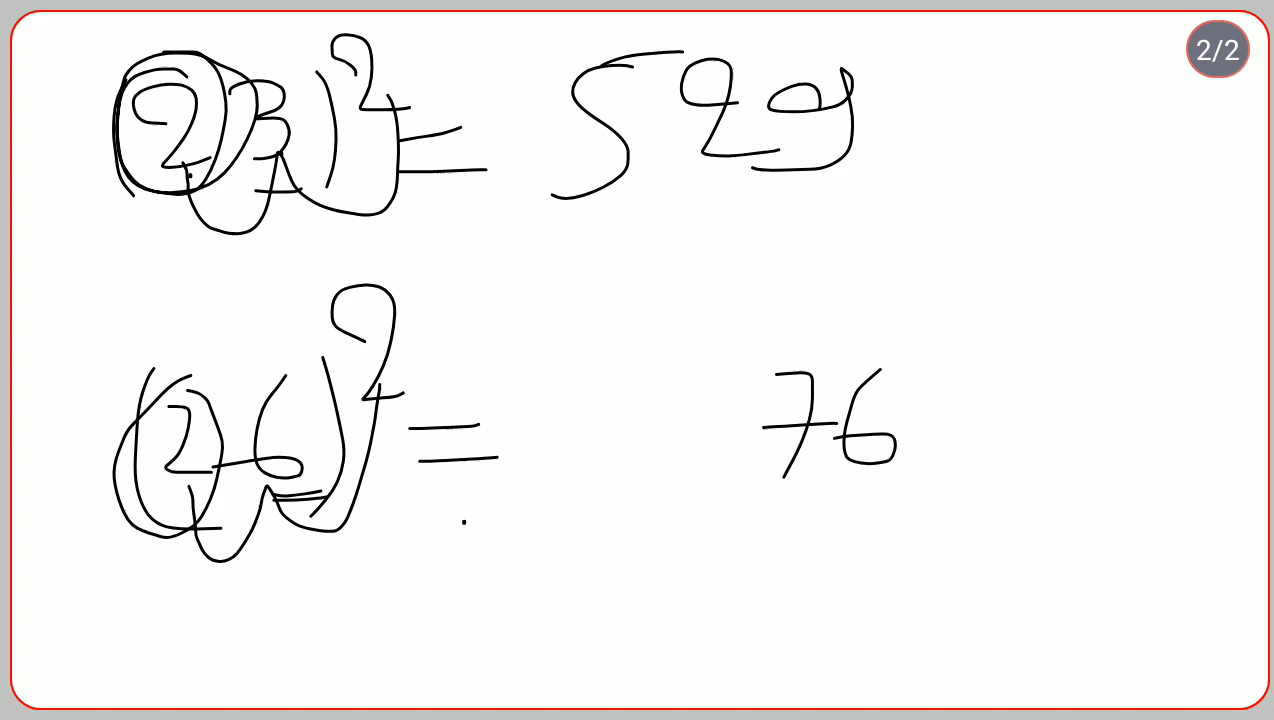 2/2
(23)² = 529
(26)² = 76